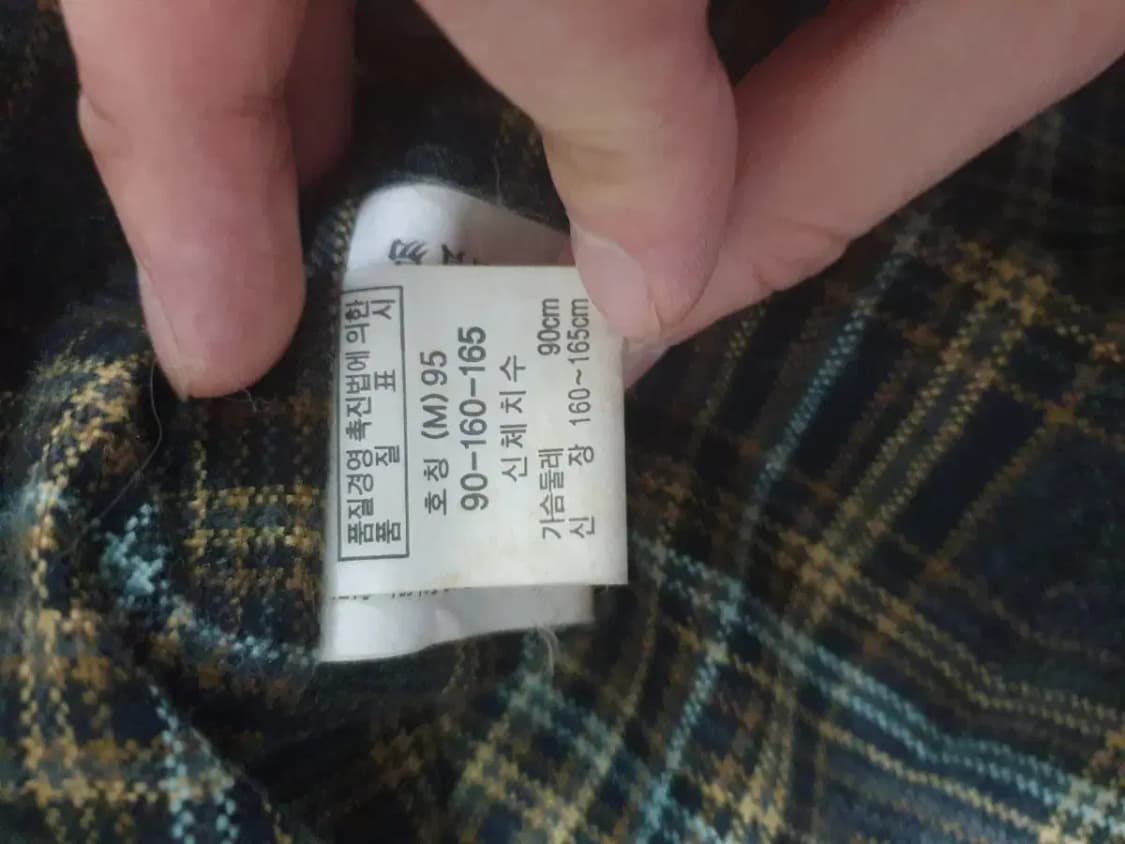 품질경영 촉진법에 의한
품 질 표 시
호 칭 (M) 95
90-160-165
신 체 치 수
가슴둘레 90cm
신 장 160~165cm